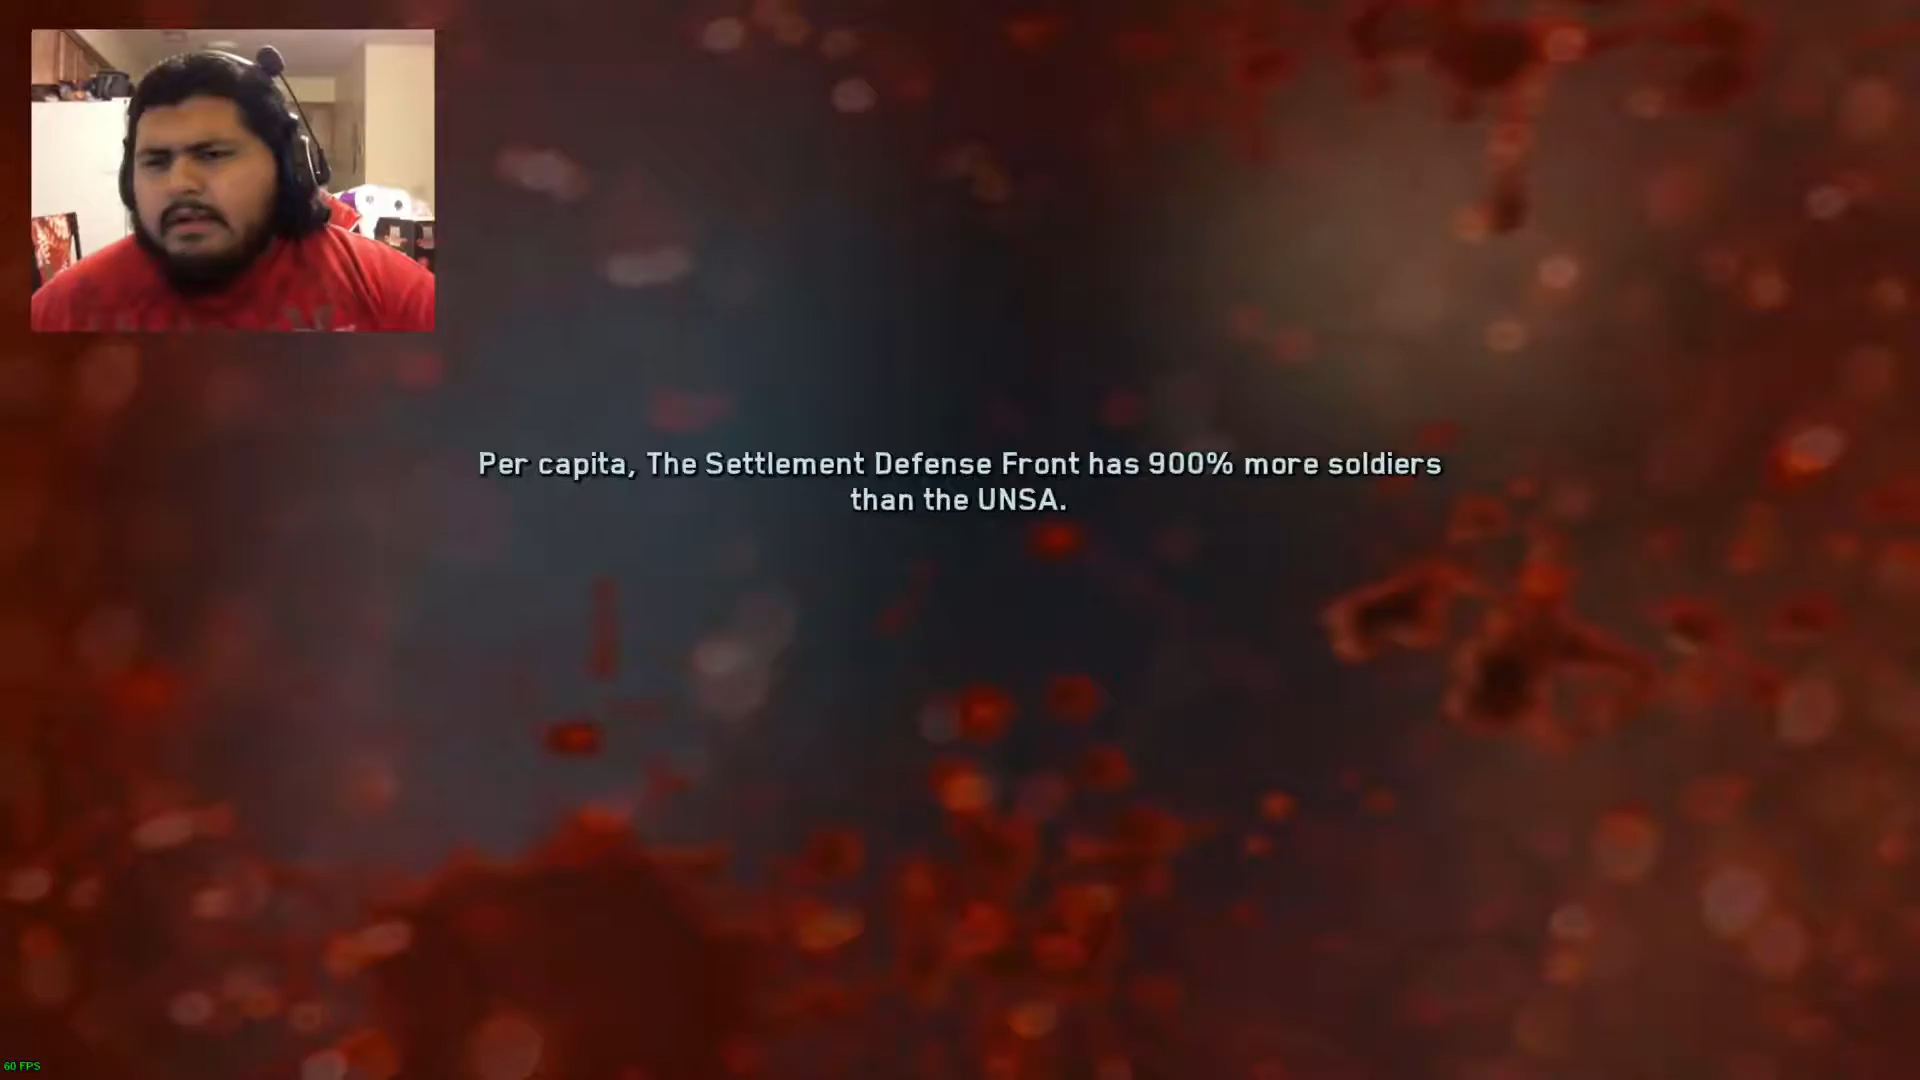 Per capita, The Settlement Defense Front has 900% more soldiers
than the UNSA.
60 FPS